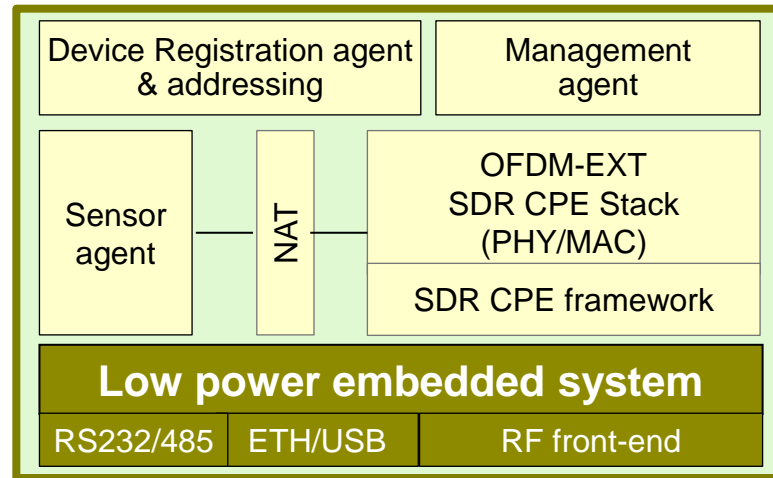 Device Registration agent
& addressing
Management
agent
Sensor
agent
NAT
OFDM-EXT
SDR CPE Stack
(PHY/MAC)
SDR CPE framework
Low power embedded system
RS232/485
ETH/USB
RF front-end